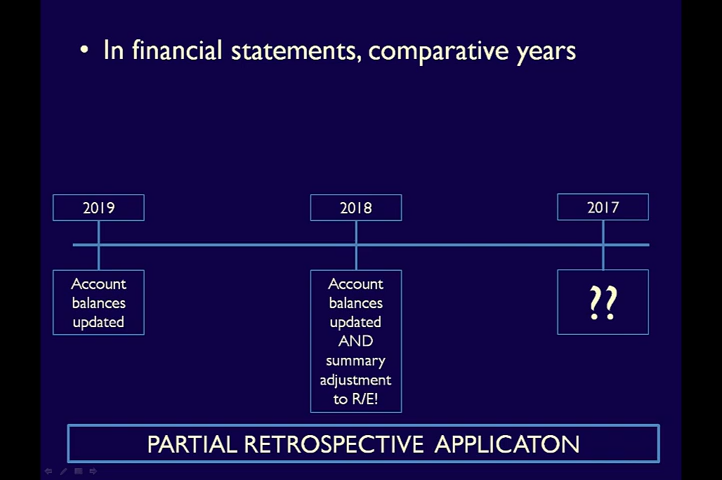 • In financial statements, comparative years
2019
2018
2017
Account
balances
updated
Account
balances
updated
AND
summary
adjustment
to R/E!
??
PARTIAL RETROSPECTIVE APPLICATON